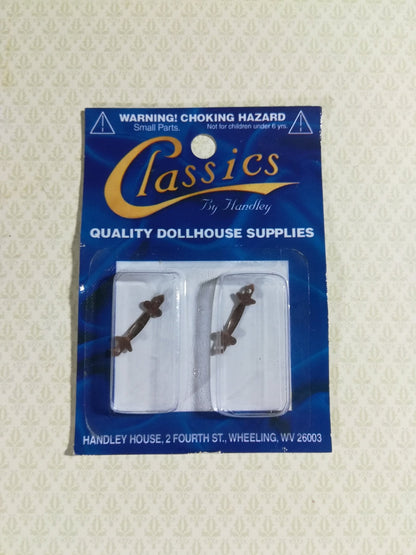 WARNING! CHOKING HAZARD
Small Parts. Not for children under 6 yrs.
Classics
By Handley
QUALITY DOLLHOUSE SUPPLIES
HANDLEY HOUSE, 2 FOURTH ST., WHEELING, WV 26003